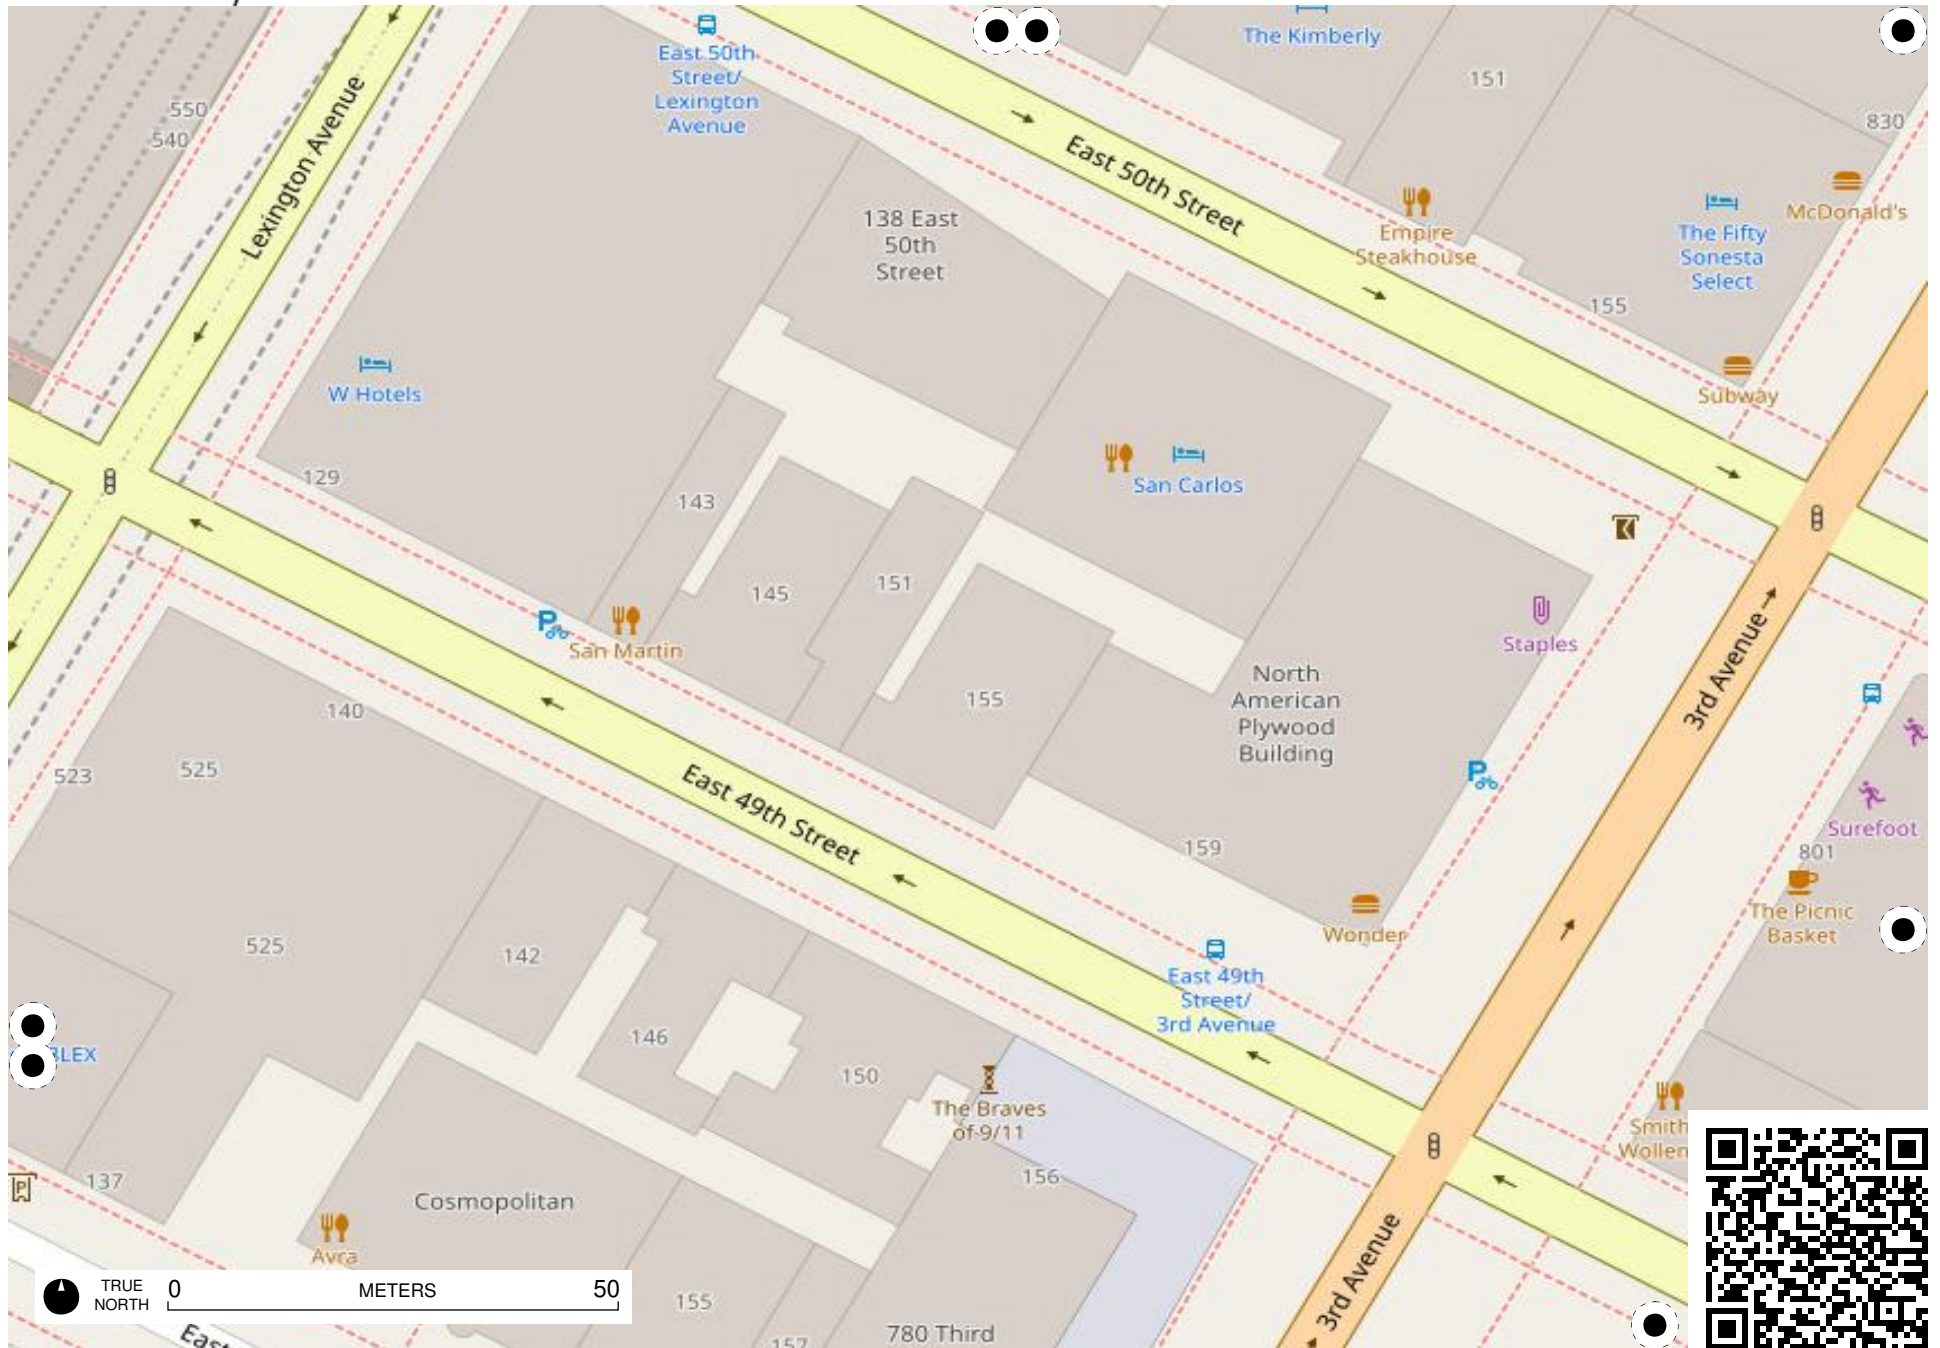 The Kimberly
East 50th
Street/
Lexington
Avenue
151
550
540
Lexington Avenue
830
East 50th Street
138 East
50th
Street
McDonald's
Empire
Steakhouse
The Fifty
Sonesta
Select
155
W Hotels
Subway
129
143
San Carlos
145
151
San Martin
Staples
3rd Avenue
155
North
American
Plywood
Building
140
523
525
East 49th Street
159
Surefoot
801
The Picnic
Basket
Wonder
525
142
East 49th
Street/
3rd Avenue
146
150
BLEX
The Braves
of 9/11
Smith
Wollen
156
137
Cosmopolitan
Avra
3rd Avenue
TRUE
NORTH
0 METERS 50
155
157
780 Third
East